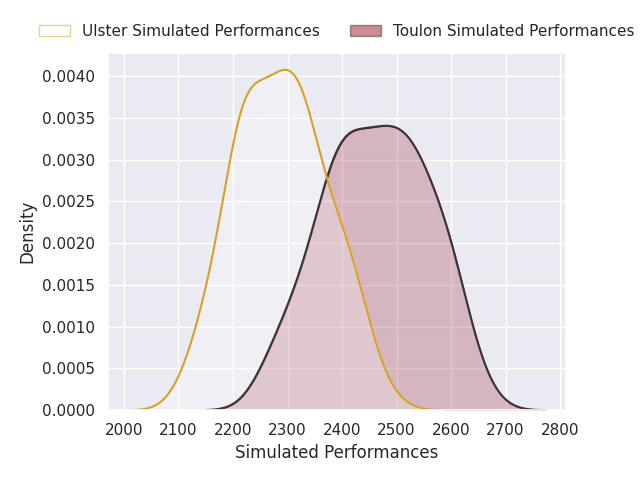 Ulster Simulated Performances
Toulon Simulated Performances
0.0040
0.0035
0.0030
0.0025
0.0020
0.0015
0.0010
0.0005
0.0000
Density
2000 2100 2200 2300 2400 2500 2600 2700 2800
Simulated Performances